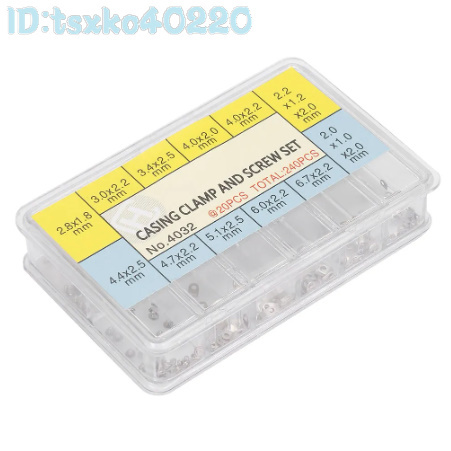 ID:tsxkc40220
2.8x1.8
mm
3.0x2.2
mm
3.4x2.5
mm
4.0x2.0
mm
4.0x2.2
mm
2.2
x1.2
x2.0
mm
CASING CLAMP AND SCREW SET
No.4032
@20PCS TOTAL:240PCS
4.4x2.5
mm
4.7x2.2
mm
5.1x2.5
mm
6.0x2.2
mm
6.7x2.2
mm
2.0
x1.0
x2.0
mm